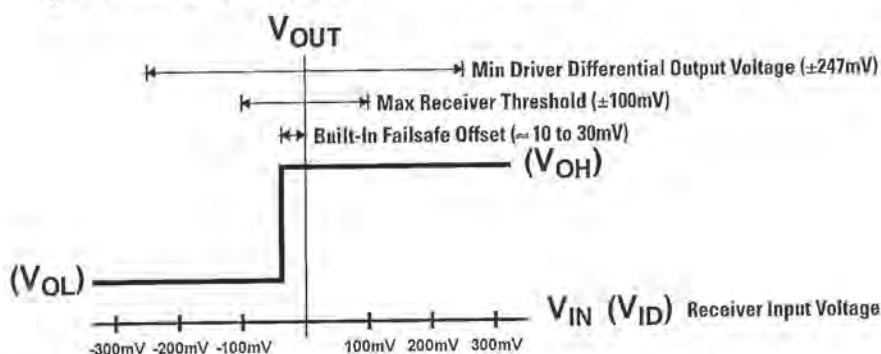 VOUT
Min Driver Differential Output Voltage (±247mV)
Max Receiver Threshold (±100mV)
Built-In Failsafe Offset (≈ 10 to 30mV)
(VOH)
(VOL)
VIN (VID) Receiver Input Voltage
-300mV -200mV -100mV 100mV 200mV 300mV